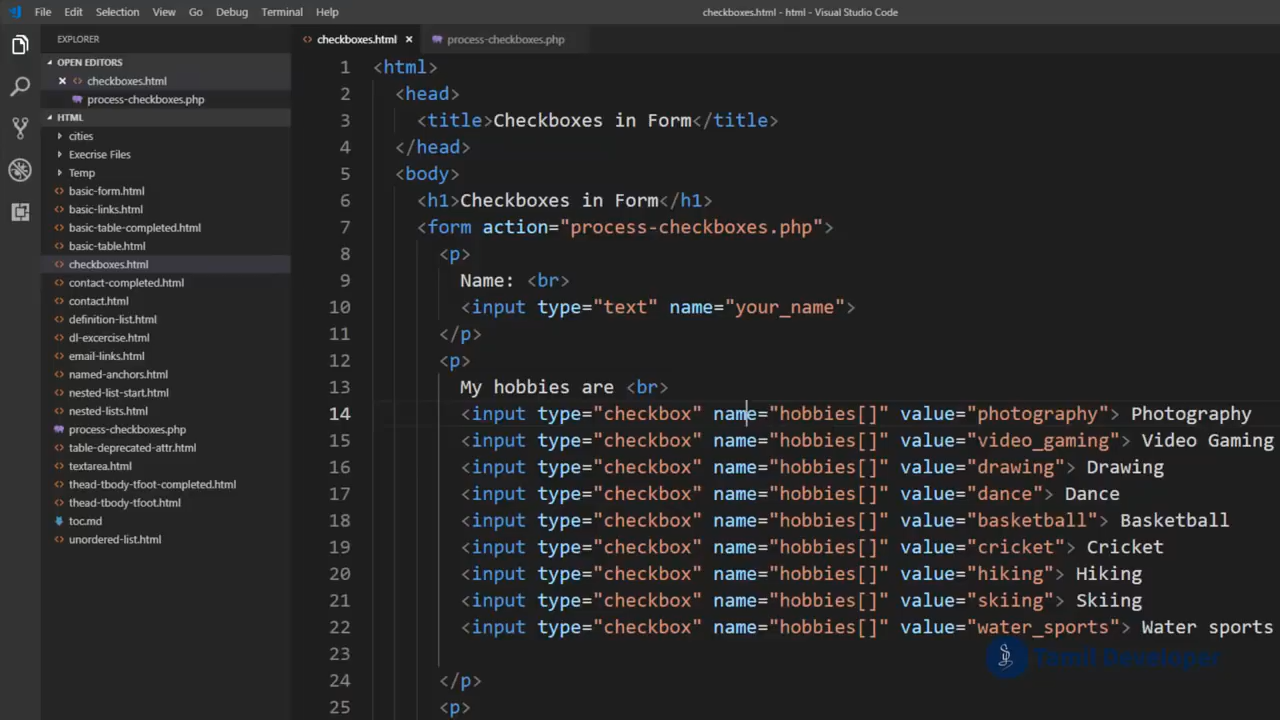 File Edit Selection View Go Debug Terminal Help
checkboxes.html - html - Visual Studio Code
EXPLORER
OPEN EDITORS
checkboxes.html
process-checkboxes.php
HTML
cities
Execrise Files
Temp
basic-form.html
basic-links.html
basic-table-completed.html
basic-table.html
checkboxes.html
contact-completed.html
contact.html
definition-list.html
dl-excercise.html
email-links.html
named-anchors.html
nested-list-start.html
nested-lists.html
process-checkboxes.php
table-deprecated-attr.html
textarea.html
thead-tbody-tfoot-completed.html
thead-tbody-tfoot.html
toc.md
unordered-list.html
checkboxes.html × process-checkboxes.php
1 <html>
2 <head>
3 <title>Checkboxes in Form</title>
4 </head>
5 <body>
6 <h1>Checkboxes in Form</h1>
7 <form action="process-checkboxes.php">
8 <p>
9 Name: <br>
10 <input type="text" name="your_name">
11 </p>
12 <p>
13 My hobbies are <br>
14 <input type="checkbox" name="hobbies[]" value="photography"> Photography
15 <input type="checkbox" name="hobbies[]" value="video_gaming"> Video Gaming
16 <input type="checkbox" name="hobbies[]" value="drawing"> Drawing
17 <input type="checkbox" name="hobbies[]" value="dance"> Dance
18 <input type="checkbox" name="hobbies[]" value="basketball"> Basketball
19 <input type="checkbox" name="hobbies[]" value="cricket"> Cricket
20 <input type="checkbox" name="hobbies[]" value="hiking"> Hiking
21 <input type="checkbox" name="hobbies[]" value="skiing"> Skiing
22 <input type="checkbox" name="hobbies[]" value="water_sports"> Water sports
23
24 </p>
25 <p>
Tamil Developer